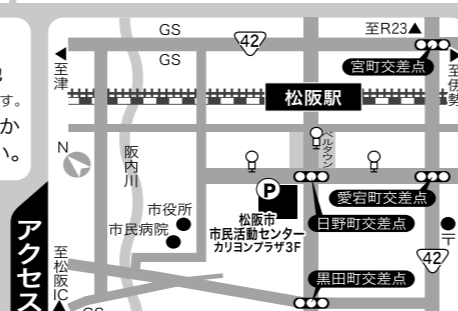 GS
42
至R23▲
GS
宮町交差点
至津
至伊勢
す。
か
い。
松阪駅
N
阪内川
ベルタウン
P
愛宕町交差点
市役所
松阪市
市民活動センター
カリヨンプラザ3F
日野町交差点
市民病院
〒
アクセス
至松阪IC
42
黒田町交差点
GS